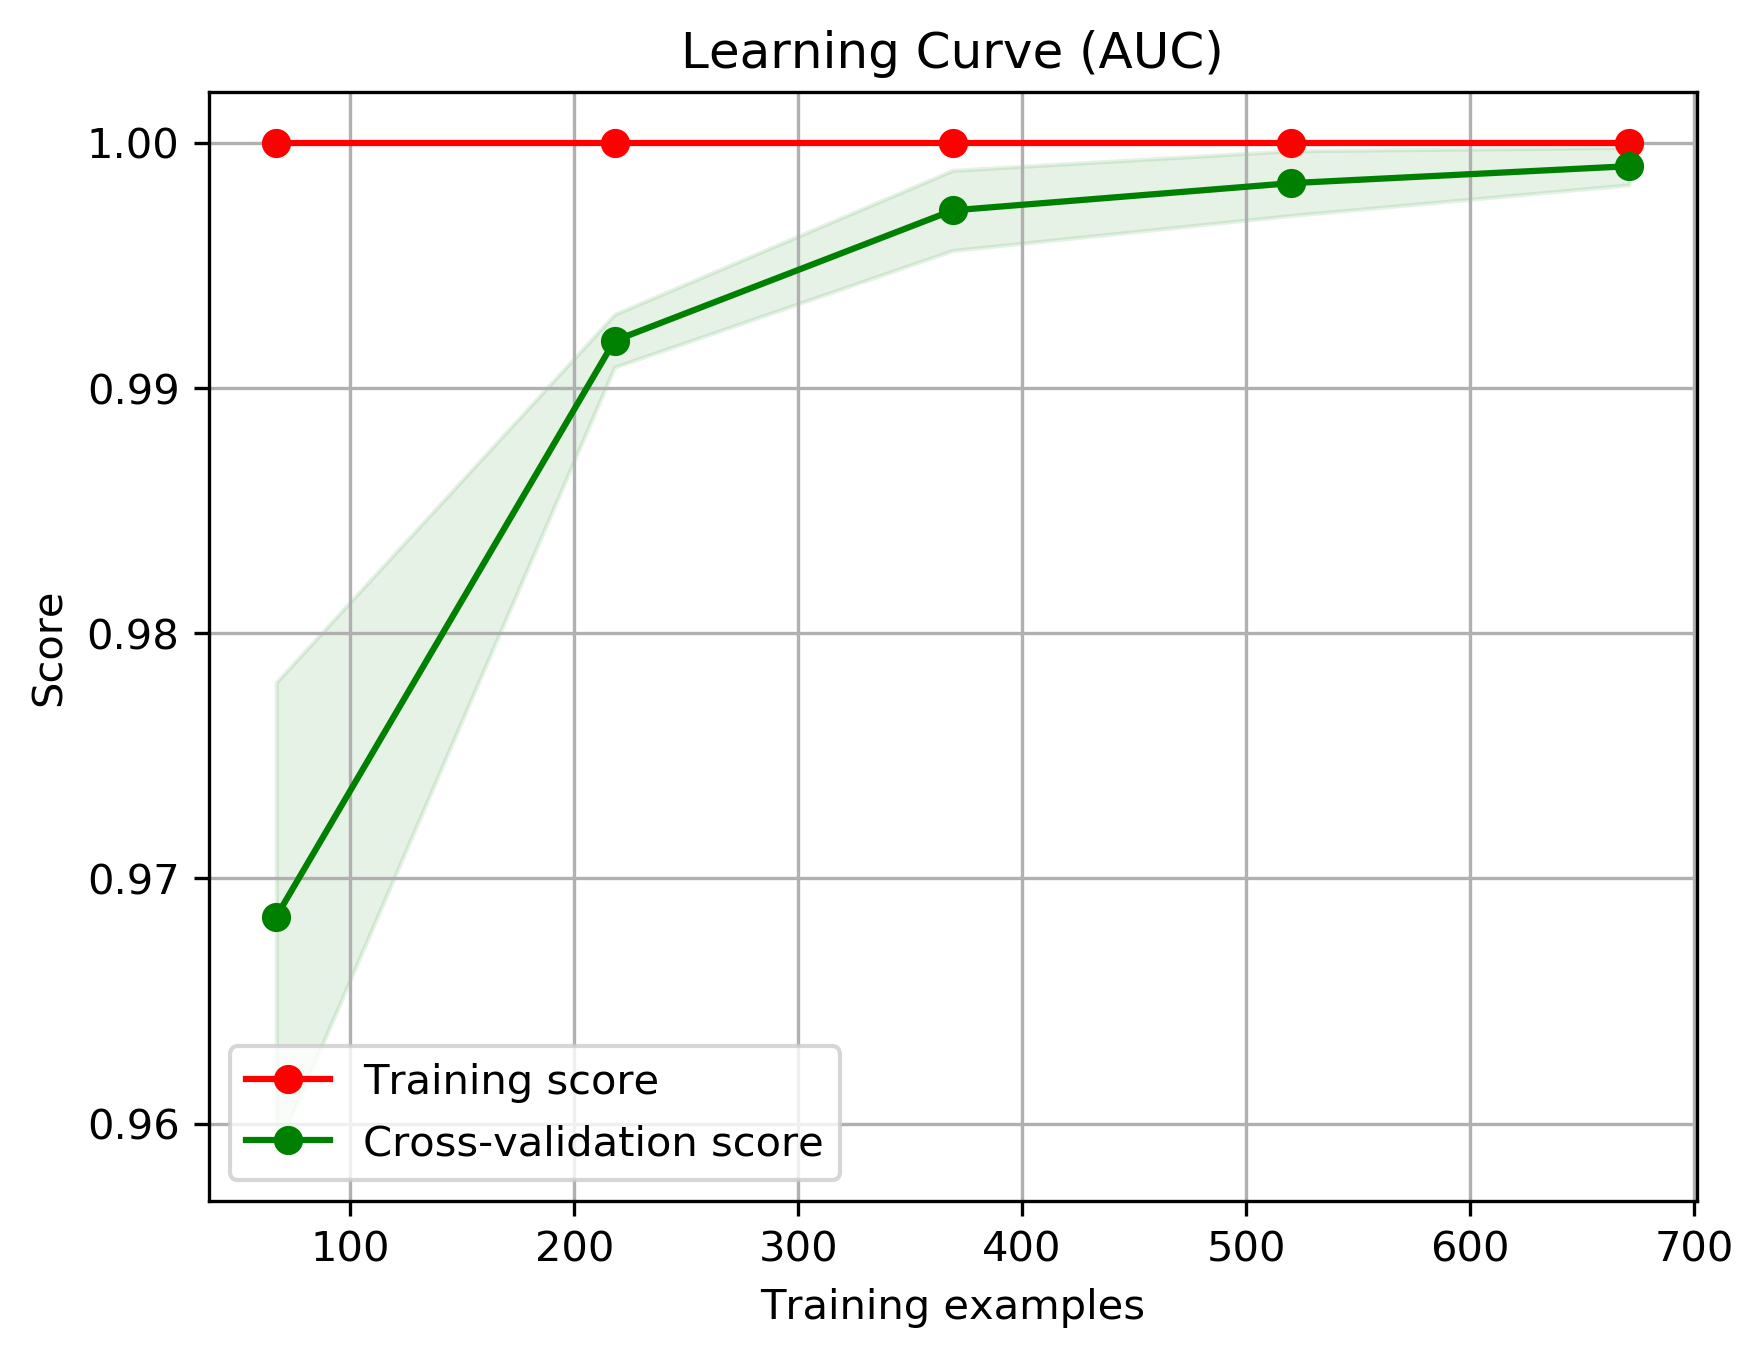 Learning Curve (AUC)
1.00
0.99
0.98
0.97
0.96
Score
Training score
Cross-validation score
100 200 300 400 500 600 700
Training examples